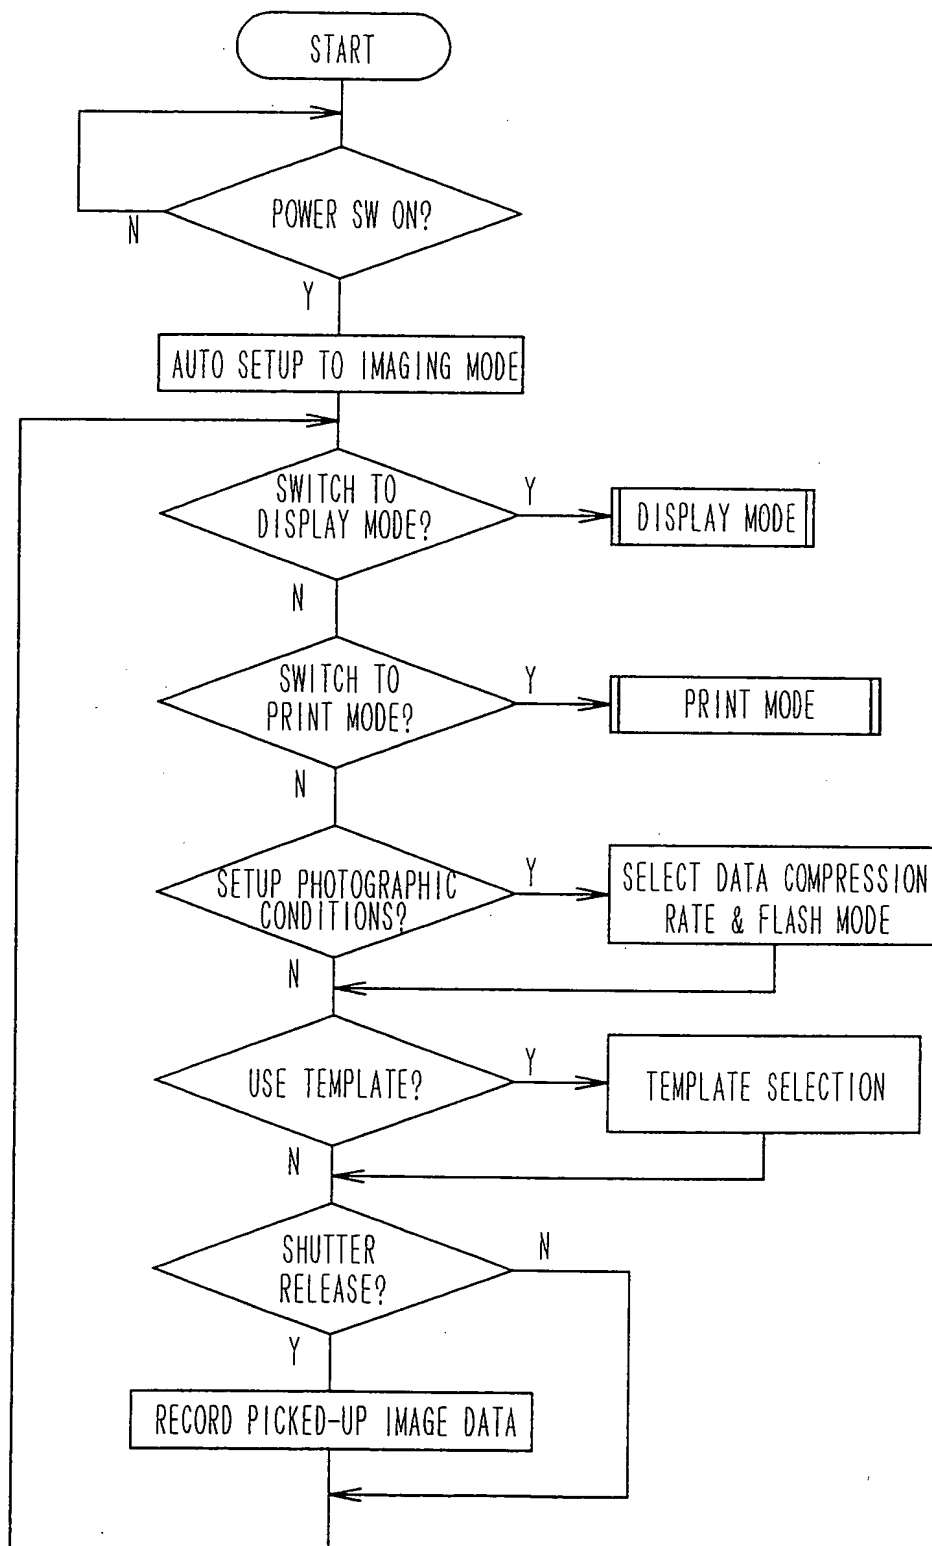 START
POWER SW ON?
N
Y
AUTO SETUP TO IMAGING MODE
SWITCH TO
DISPLAY MODE?
Y
DISPLAY MODE
N
SWITCH TO
PRINT MODE?
Y
PRINT MODE
N
SETUP PHOTOGRAPHIC
CONDITIONS?
Y
SELECT DATA COMPRESSION
RATE & FLASH MODE
N
USE TEMPLATE?
Y
TEMPLATE SELECTION
N
SHUTTER
RELEASE?
N
Y
RECORD PICKED-UP IMAGE DATA